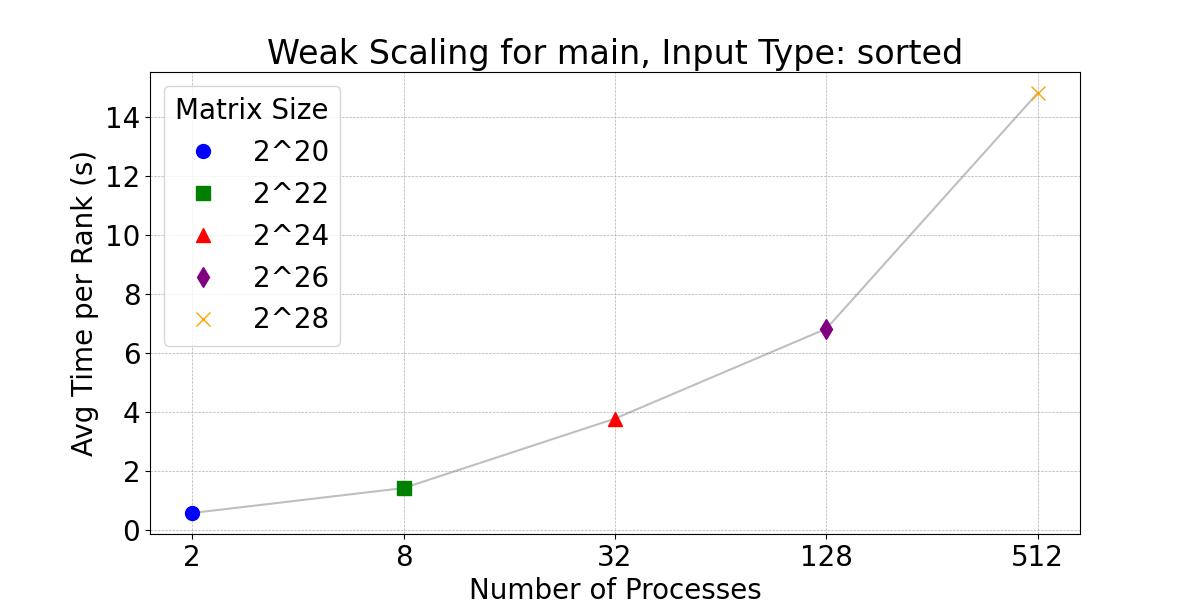 Weak Scaling for main, Input Type: sorted
Matrix Size
2^20
2^22
2^24
2^26
2^28
Avg Time per Rank (s)
14
12
10
8
6
4
2
0
2 8 32 128 512
Number of Processes